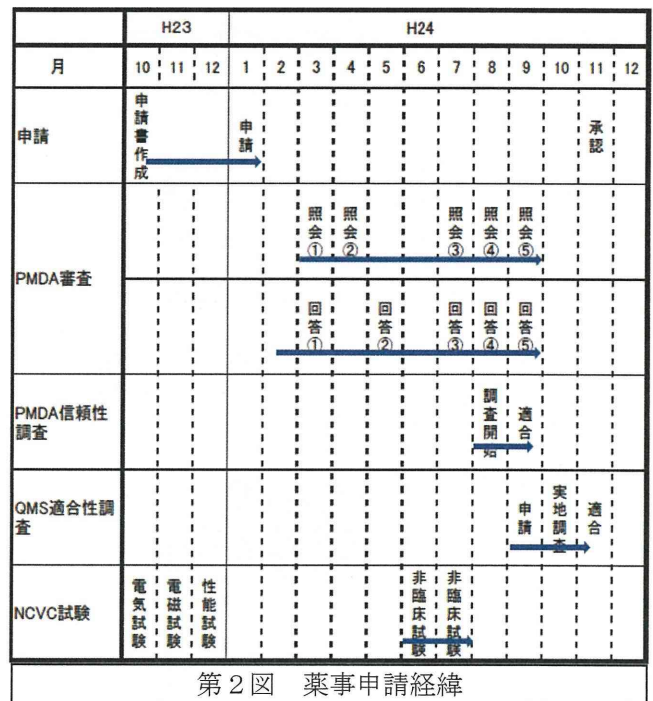 H23 H24
月 10 11 12 1 2 3 4 5 6 7 8 9 10 11 12
申請 申請書作成 申請 承認
PMDA審査
照会① 照会② 照会③ 照会④ 照会⑤
回答① 回答② 回答③ 回答④ 回答⑤
PMDA信頼性
調査
調査開始 適合
QMS適合性調
査
申請 実地調査 適合
NCVC試験 電気試験 電磁試験 性能試験 非臨床試験 非臨床試験
第2図 薬事申請経緯